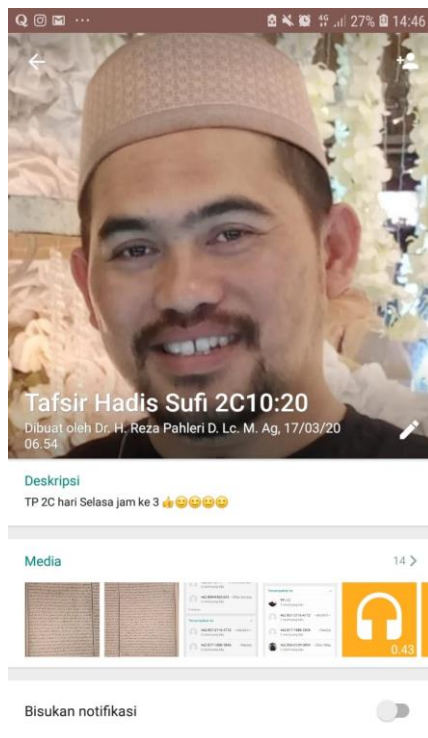 27% 14:46
Tafsir Hadis Sufi 2C10:20
Dibuat oleh Dr. H. Reza Pahleri D. Lc. M. Ag, 17/03/20
06.54
Deskripsi
TP 2C hari Selasa jam ke 3 👍😊😊😊😊
Media
14 >
0.43
Bisukan notifikasi